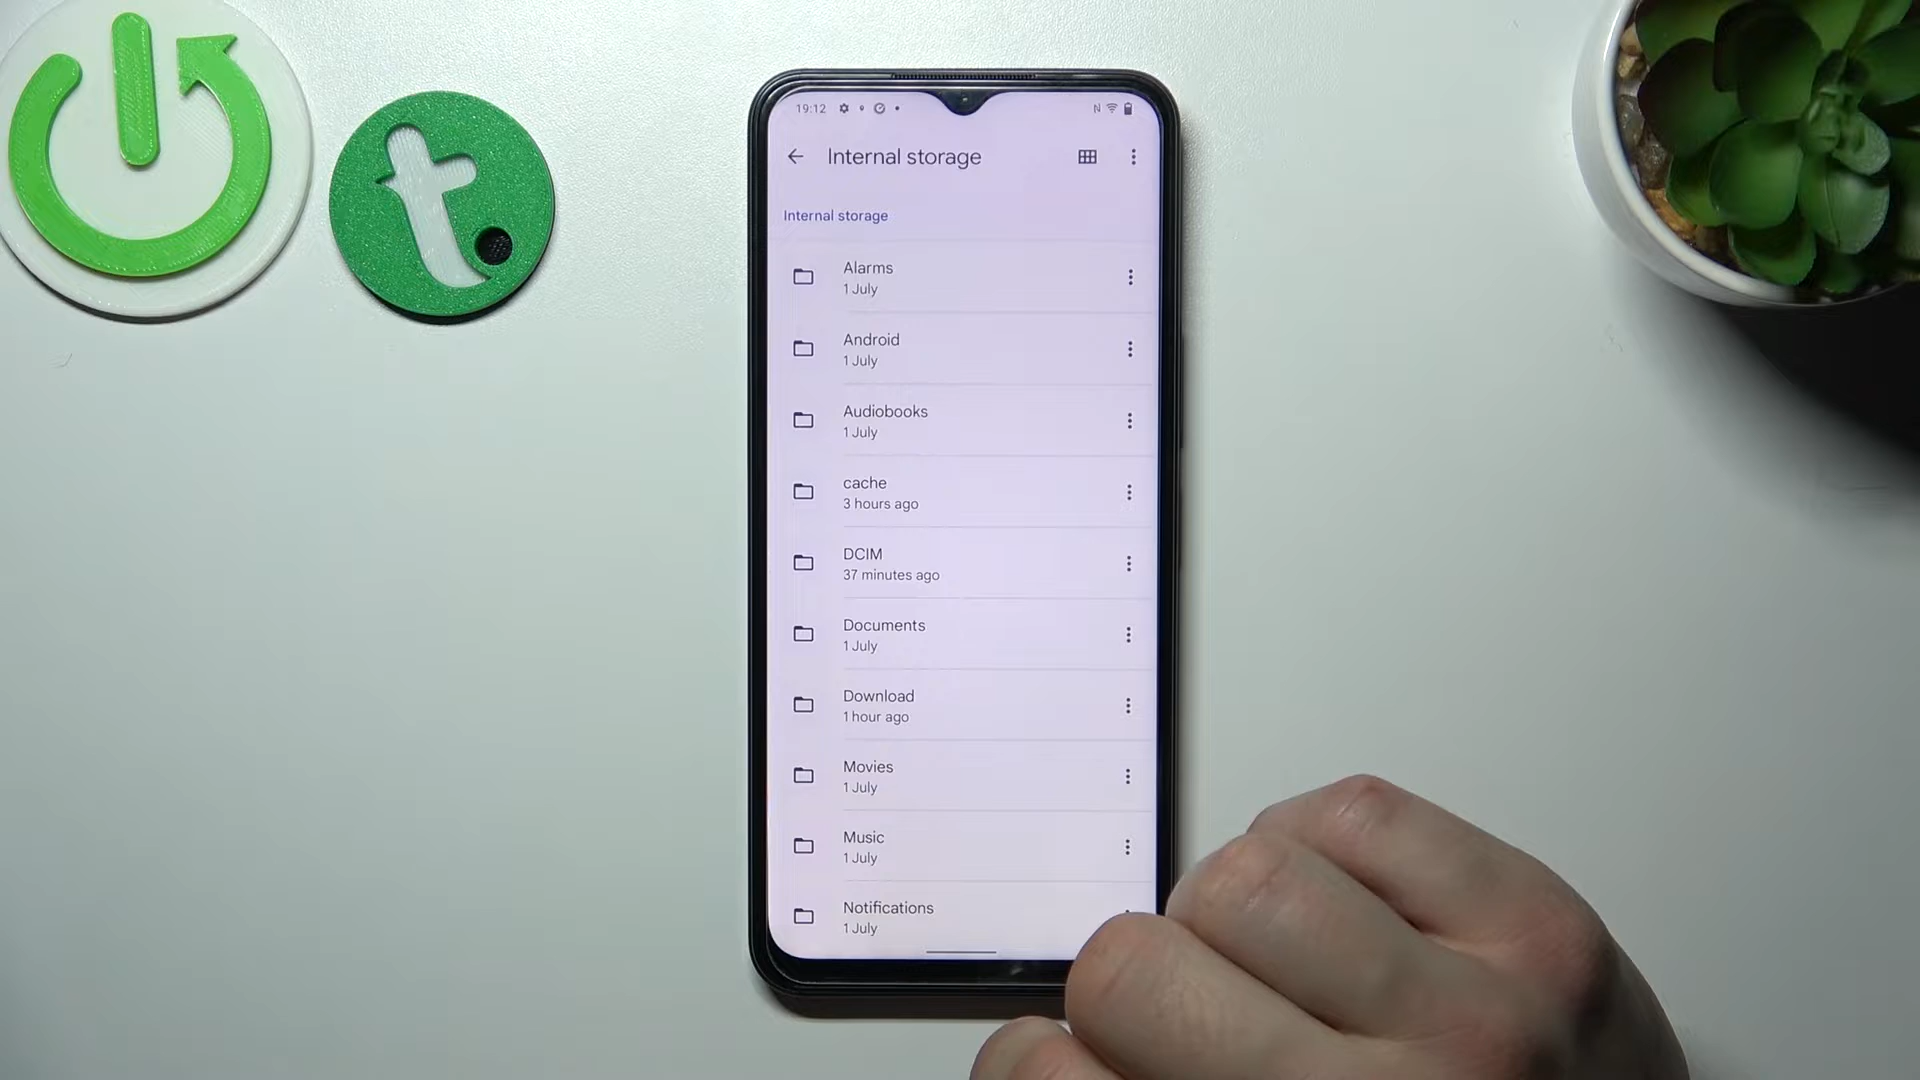 19:12
Internal storage
Internal storage
Alarms
1 July
Android
1 July
Audiobooks
1 July
cache
3 hours ago
DCIM
37 minutes ago
Documents
1 July
Download
1 hour ago
Movies
1 July
Music
1 July
Notifications
1 July
t.